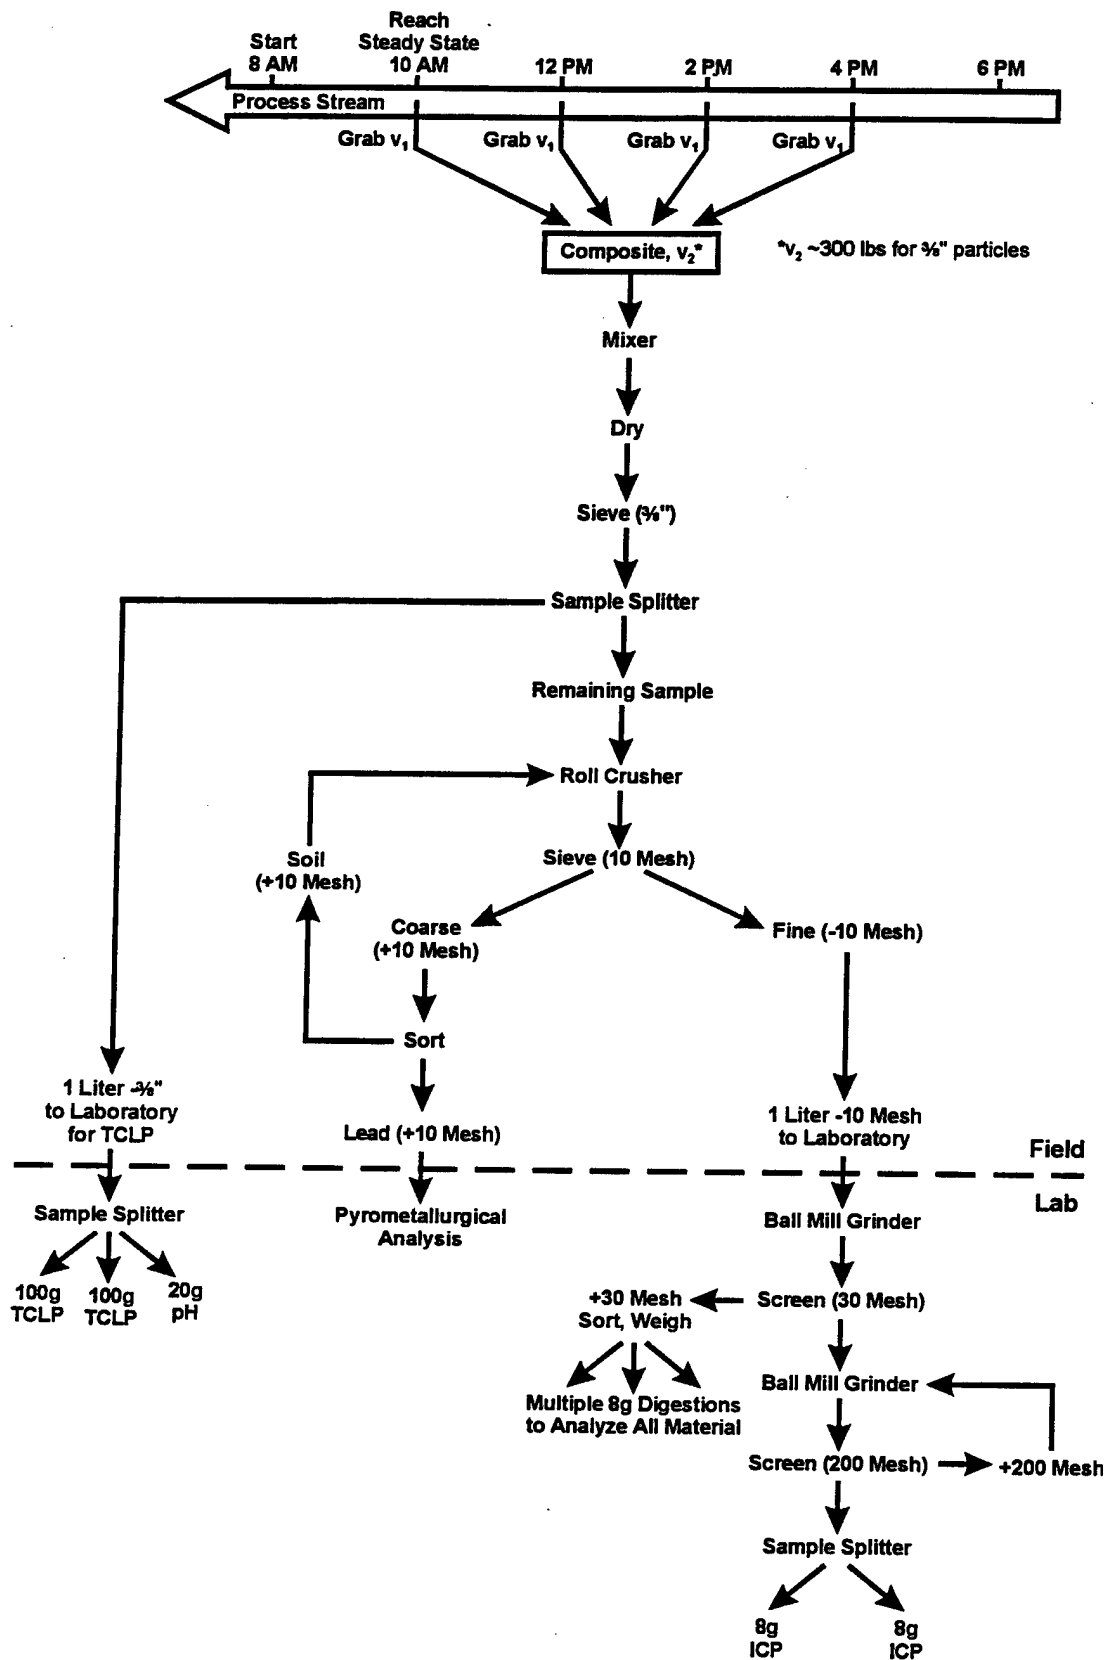 Reach
Start Steady State
8 AM 10 AM 12 PM 2 PM 4 PM 6 PM
Process Stream
Grab v₁ Grab v₁ Grab v₁ Grab v₁
Composite, v₂* *v₂ ~300 lbs for ⅜" particles
Mixer
Dry
Sieve (⅜")
Sample Splitter
Remaining Sample
Roll Crusher
Sieve (10 Mesh)
Soil
(+10 Mesh)
Coarse
(+10 Mesh)
Fine (-10 Mesh)
Sort
1 Liter -⅜"
to Laboratory
for TCLP
Lead (+10 Mesh)
1 Liter -10 Mesh
to Laboratory
Field
Lab
Sample Splitter
100g
TCLP
100g
TCLP
20g
pH
Pyrometallurgical
Analysis
Ball Mill Grinder
Screen (30 Mesh)
+30 Mesh
Sort, Weigh
Multiple 8g Digestions
to Analyze All Material
Ball Mill Grinder
Screen (200 Mesh)
+200 Mesh
Sample Splitter
8g
ICP
8g
ICP